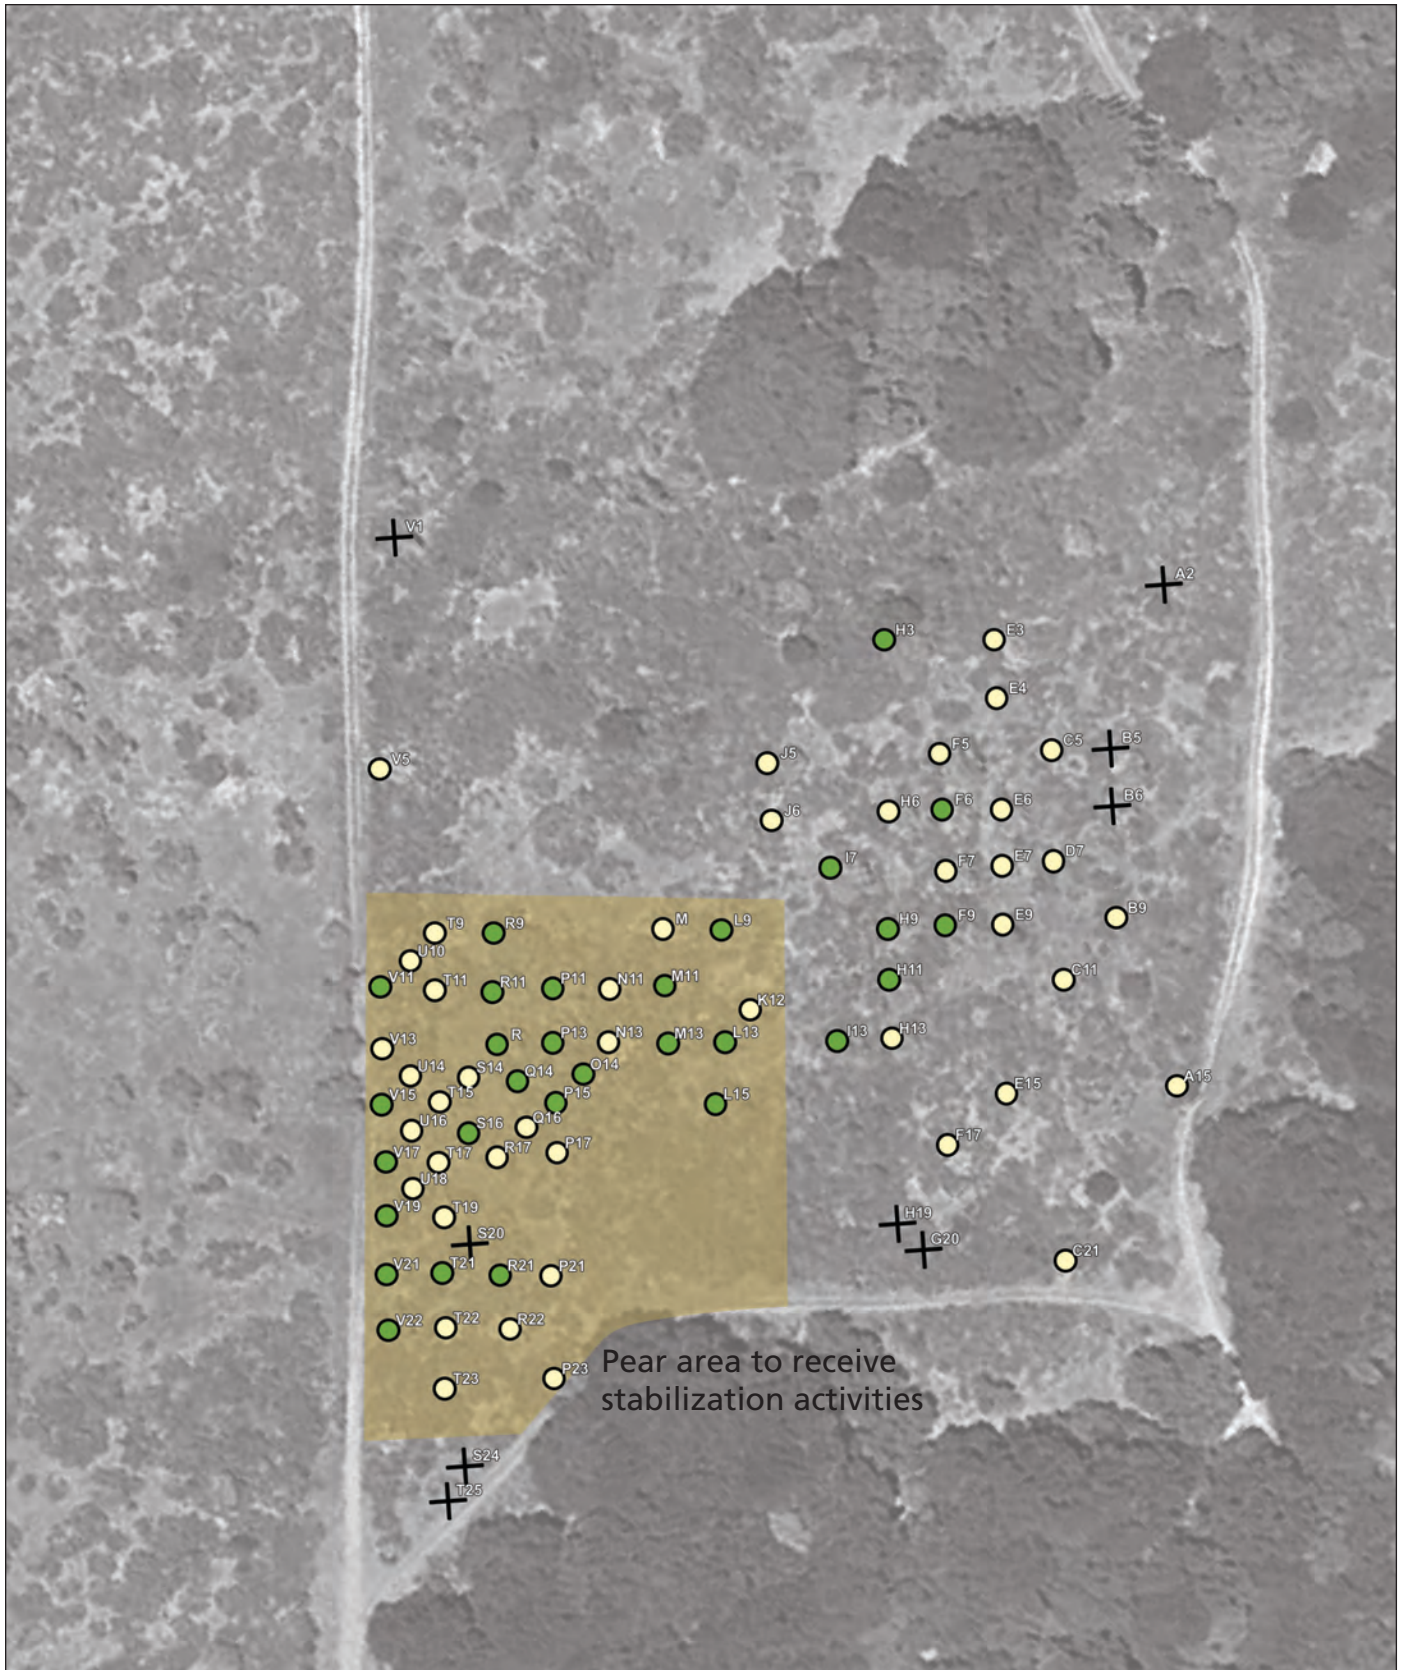 V1
A2
H3
E3
E4
B5
C5
F5
J5
V5
B6
H6
F6
E6
J6
D7
E7
F7
I7
B9
T9
R9
M
L9
H9
F9
E9
U10
V11
T11
R11
P11
N11
M11
H11
C11
K12
V13
R
P13
N13
M13
L13
I13
H13
U14
S14
Q14
O14
A15
V15
T15
P15
L15
E15
U16
S16
Q16
V17
T17
R17
P17
F17
U18
V19
T19
H19
S20
G20
V21
T21
R21
P21
C21
V22
T22
R22
T23
P23
Pear area to receive
stabilization activities
S24
T25